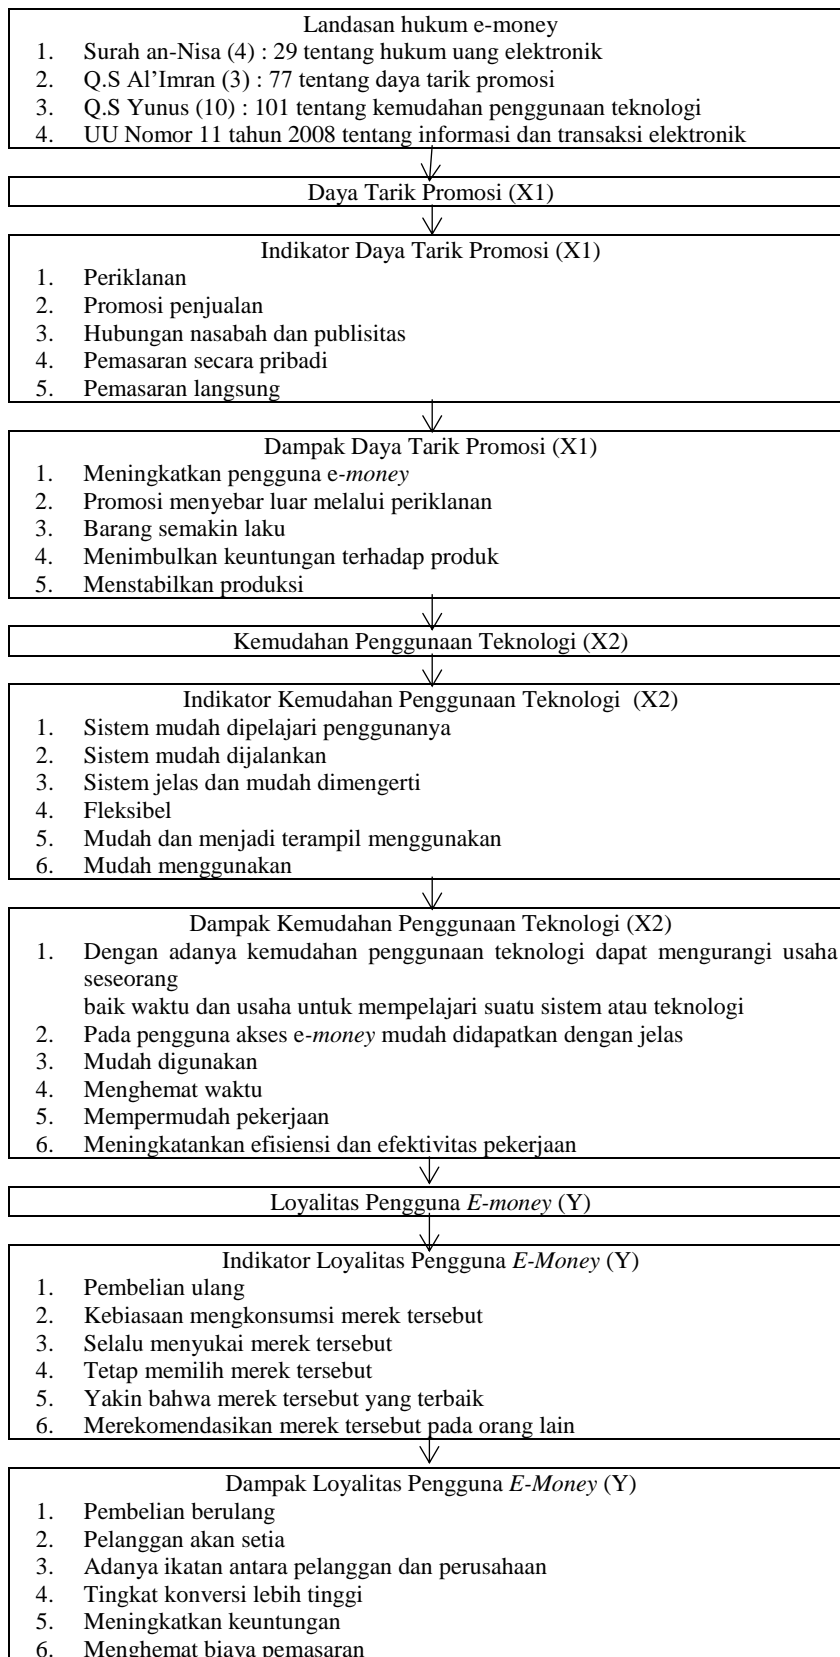 Landasan hukum e-money
1. Surah an-Nisa (4) : 29 tentang hukum uang elektronik
2. Q.S Al’Imran (3) : 77 tentang daya tarik promosi
3. Q.S Yunus (10) : 101 tentang kemudahan penggunaan teknologi
4. UU Nomor 11 tahun 2008 tentang informasi dan transaksi elektronik
Daya Tarik Promosi (X1)
Indikator Daya Tarik Promosi (X1)
1. Periklanan
2. Promosi penjualan
3. Hubungan nasabah dan publisitas
4. Pemasaran secara pribadi
5. Pemasaran langsung
Dampak Daya Tarik Promosi (X1)
1. Meningkatkan pengguna e-money
2. Promosi menyebar luar melalui periklanan
3. Barang semakin laku
4. Menimbulkan keuntungan terhadap produk
5. Menstabilkan produksi
Kemudahan Penggunaan Teknologi (X2)
Indikator Kemudahan Penggunaan Teknologi (X2)
1. Sistem mudah dipelajari penggunanya
2. Sistem mudah dijalankan
3. Sistem jelas dan mudah dimengerti
4. Fleksibel
5. Mudah dan menjadi terampil menggunakan
6. Mudah menggunakan
Dampak Kemudahan Penggunaan Teknologi (X2)
1. Dengan adanya kemudahan penggunaan teknologi dapat mengurangi usaha
seseorang
baik waktu dan usaha untuk mempelajari suatu sistem atau teknologi
2. Pada pengguna akses e-money mudah didapatkan dengan jelas
3. Mudah digunakan
4. Menghemat waktu
5. Mempermudah pekerjaan
6. Meningkatankan efisiensi dan efektivitas pekerjaan
Loyalitas Pengguna E-money (Y)
Indikator Loyalitas Pengguna E-Money (Y)
1. Pembelian ulang
2. Kebiasaan mengkonsumsi merek tersebut
3. Selalu menyukai merek tersebut
4. Tetap memilih merek tersebut
5. Yakin bahwa merek tersebut yang terbaik
6. Merekomendasikan merek tersebut pada orang lain
Dampak Loyalitas Pengguna E-Money (Y)
1. Pembelian berulang
2. Pelanggan akan setia
3. Adanya ikatan antara pelanggan dan perusahaan
4. Tingkat konversi lebih tinggi
5. Meningkatkan keuntungan
6. Menghemat biaya pemasaran